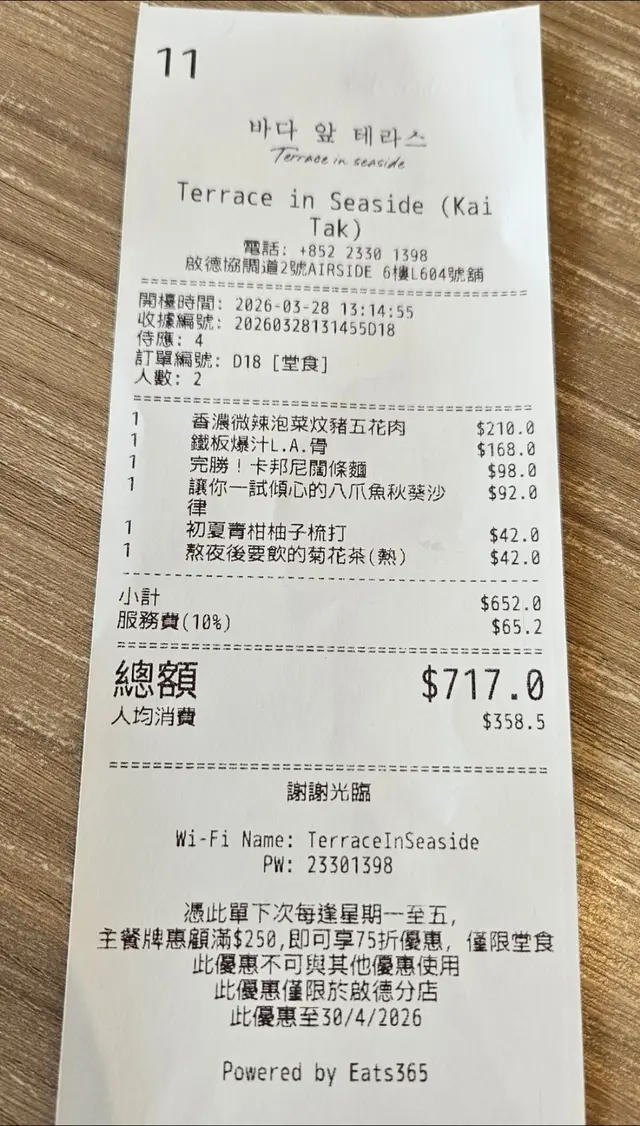 11
바다 앞 테라스
Terrace in seaside
Terrace in Seaside (Kai
Tak)
電話: +852 2330 1398
啟德協調道2號AIRSIDE 6樓L604號舖
開檯時間: 2026-03-28 13:14:55
收據編號: 20260328131455D18
侍應: 4
訂單編號: D18 [堂食]
人數: 2
1 香濃微辣泡菜炆豬五花肉 $210.0
1 鐵板爆汁L.A.骨 $168.0
1 完勝！卡邦尼闊條麵 $98.0
1 讓你一試傾心的八爪魚秋葵沙 $92.0
律
1 初夏青柑柚子梳打 $42.0
1 熬夜後要飲的菊花茶(熱) $42.0
小計 $652.0
服務費(10%) $65.2
總額 $717.0
人均消費 $358.5
謝謝光臨
Wi-Fi Name: TerraceInSeaside
PW: 23301398
憑此單下次每逢星期一至五,
主餐牌惠顧滿$250,即可享75折優惠, 僅限堂食
此優惠不可與其他優惠使用
此優惠僅限於啟德分店
此優惠至30/4/2026
Powered by Eats365